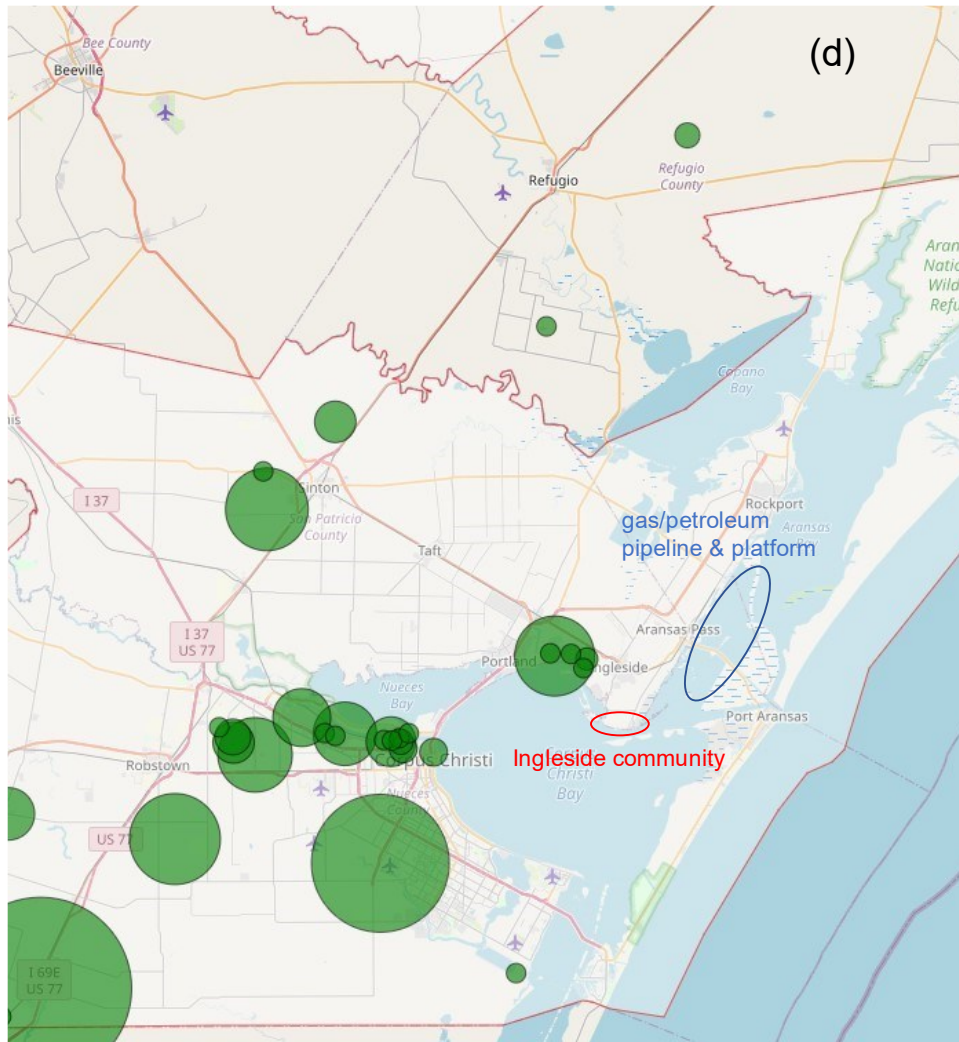 (d)
Bee County
Beeville
Refugio
Refugio
County
Aran
Natio
Wild
Refu
Copano
Bay
I 37
Sinton
San Patricio
County
Rockport
Aransas
gas/petroleum
pipeline & platform
Taft
I 37
US 77
Aransas Pass
Portland
Ingleside
Nueces
Bay
Port Aransas
Robstown
Corpus Christi
Ingleside community
Christi
Bay
Nueces
County
US 77
I 69E
US 77